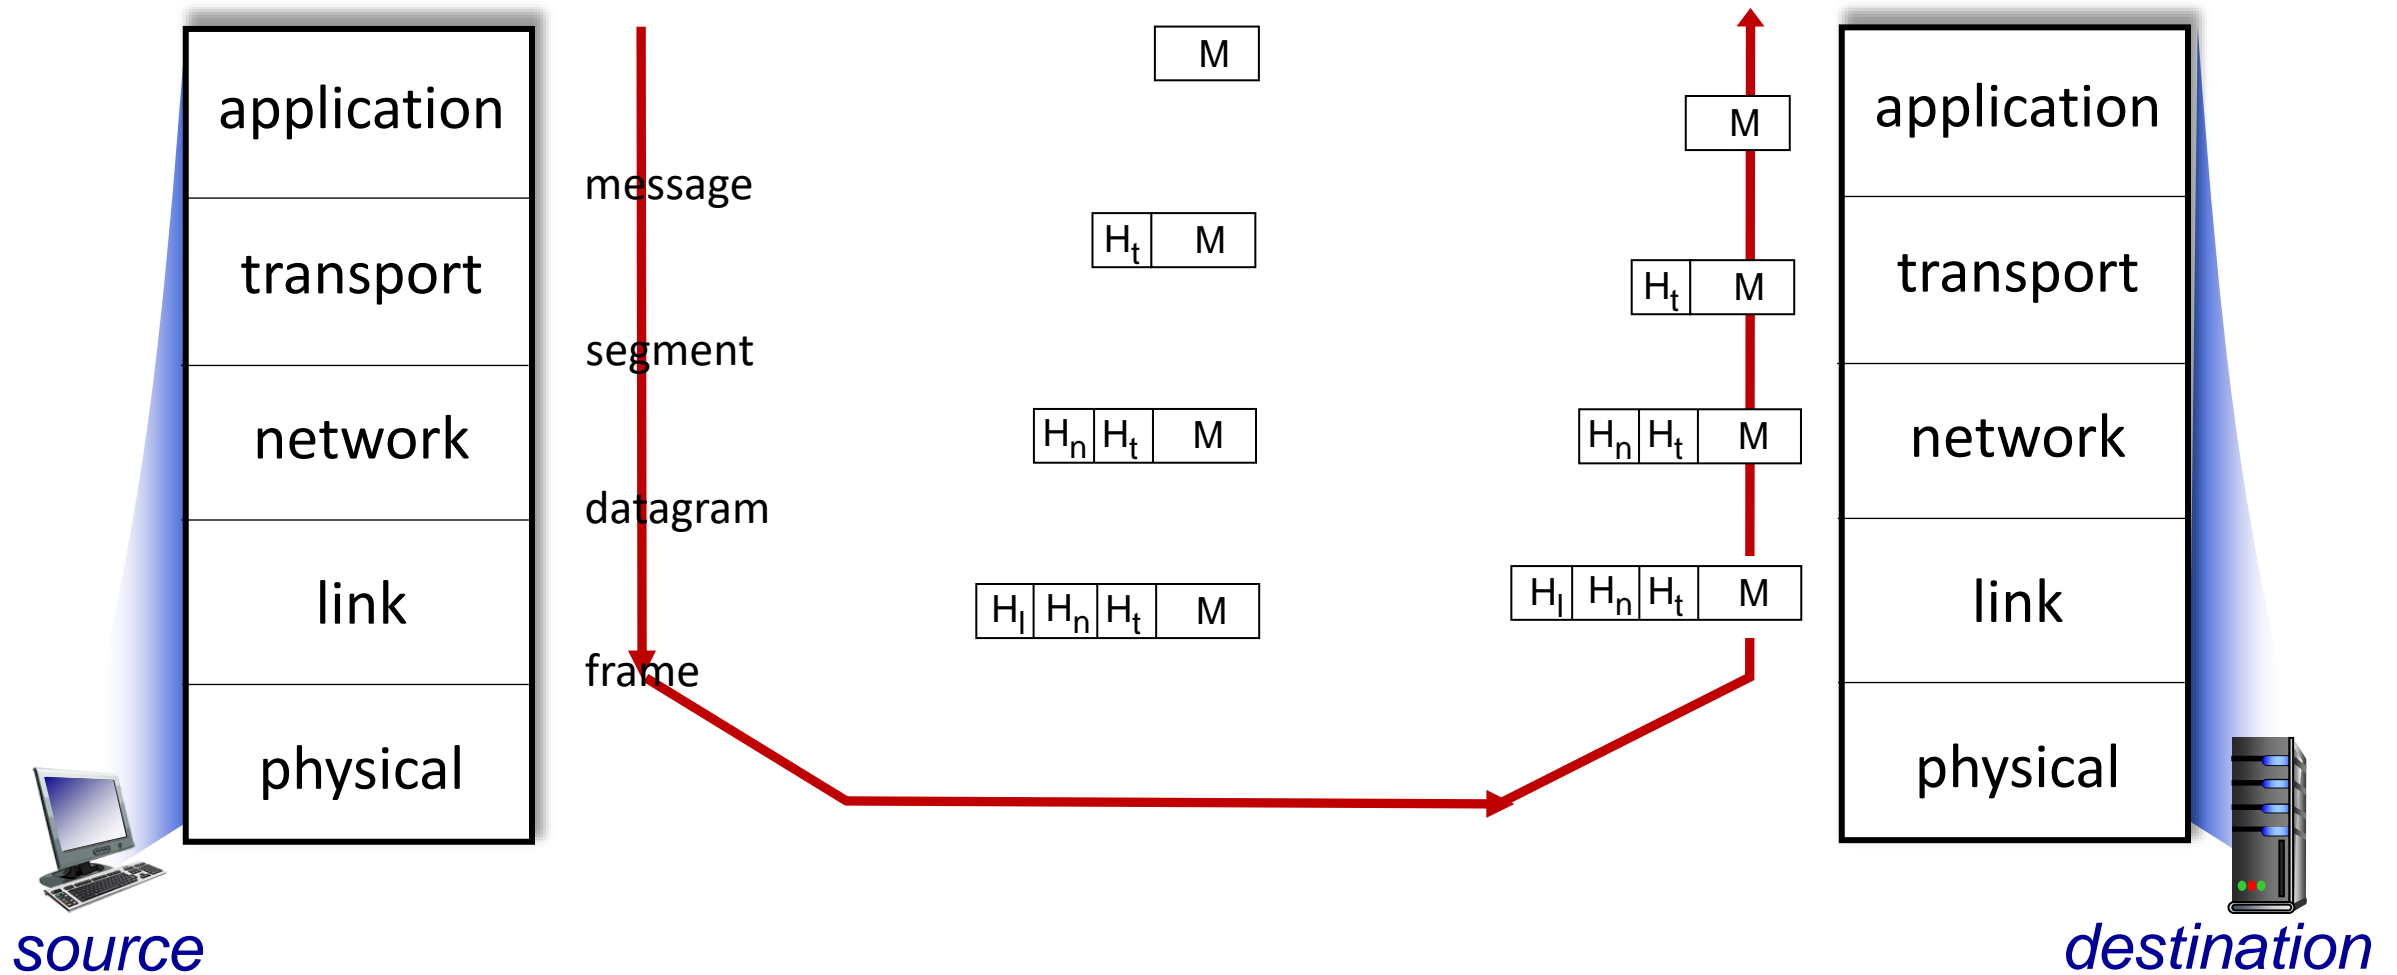 application
transport
network
link
physical
source
message
segment
datagram
frame
M
Ht M
Hn Ht M
Hl Hn Ht M
M
Ht M
Hn Ht M
Hl Hn Ht M
application
transport
network
link
physical
destination